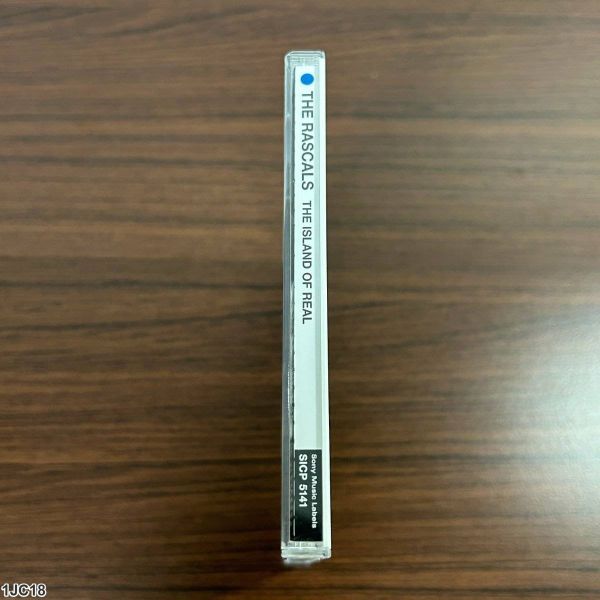 THE RASCALS THE ISLAND OF REAL
Sony Music Labels
SICP 5141
1JC18